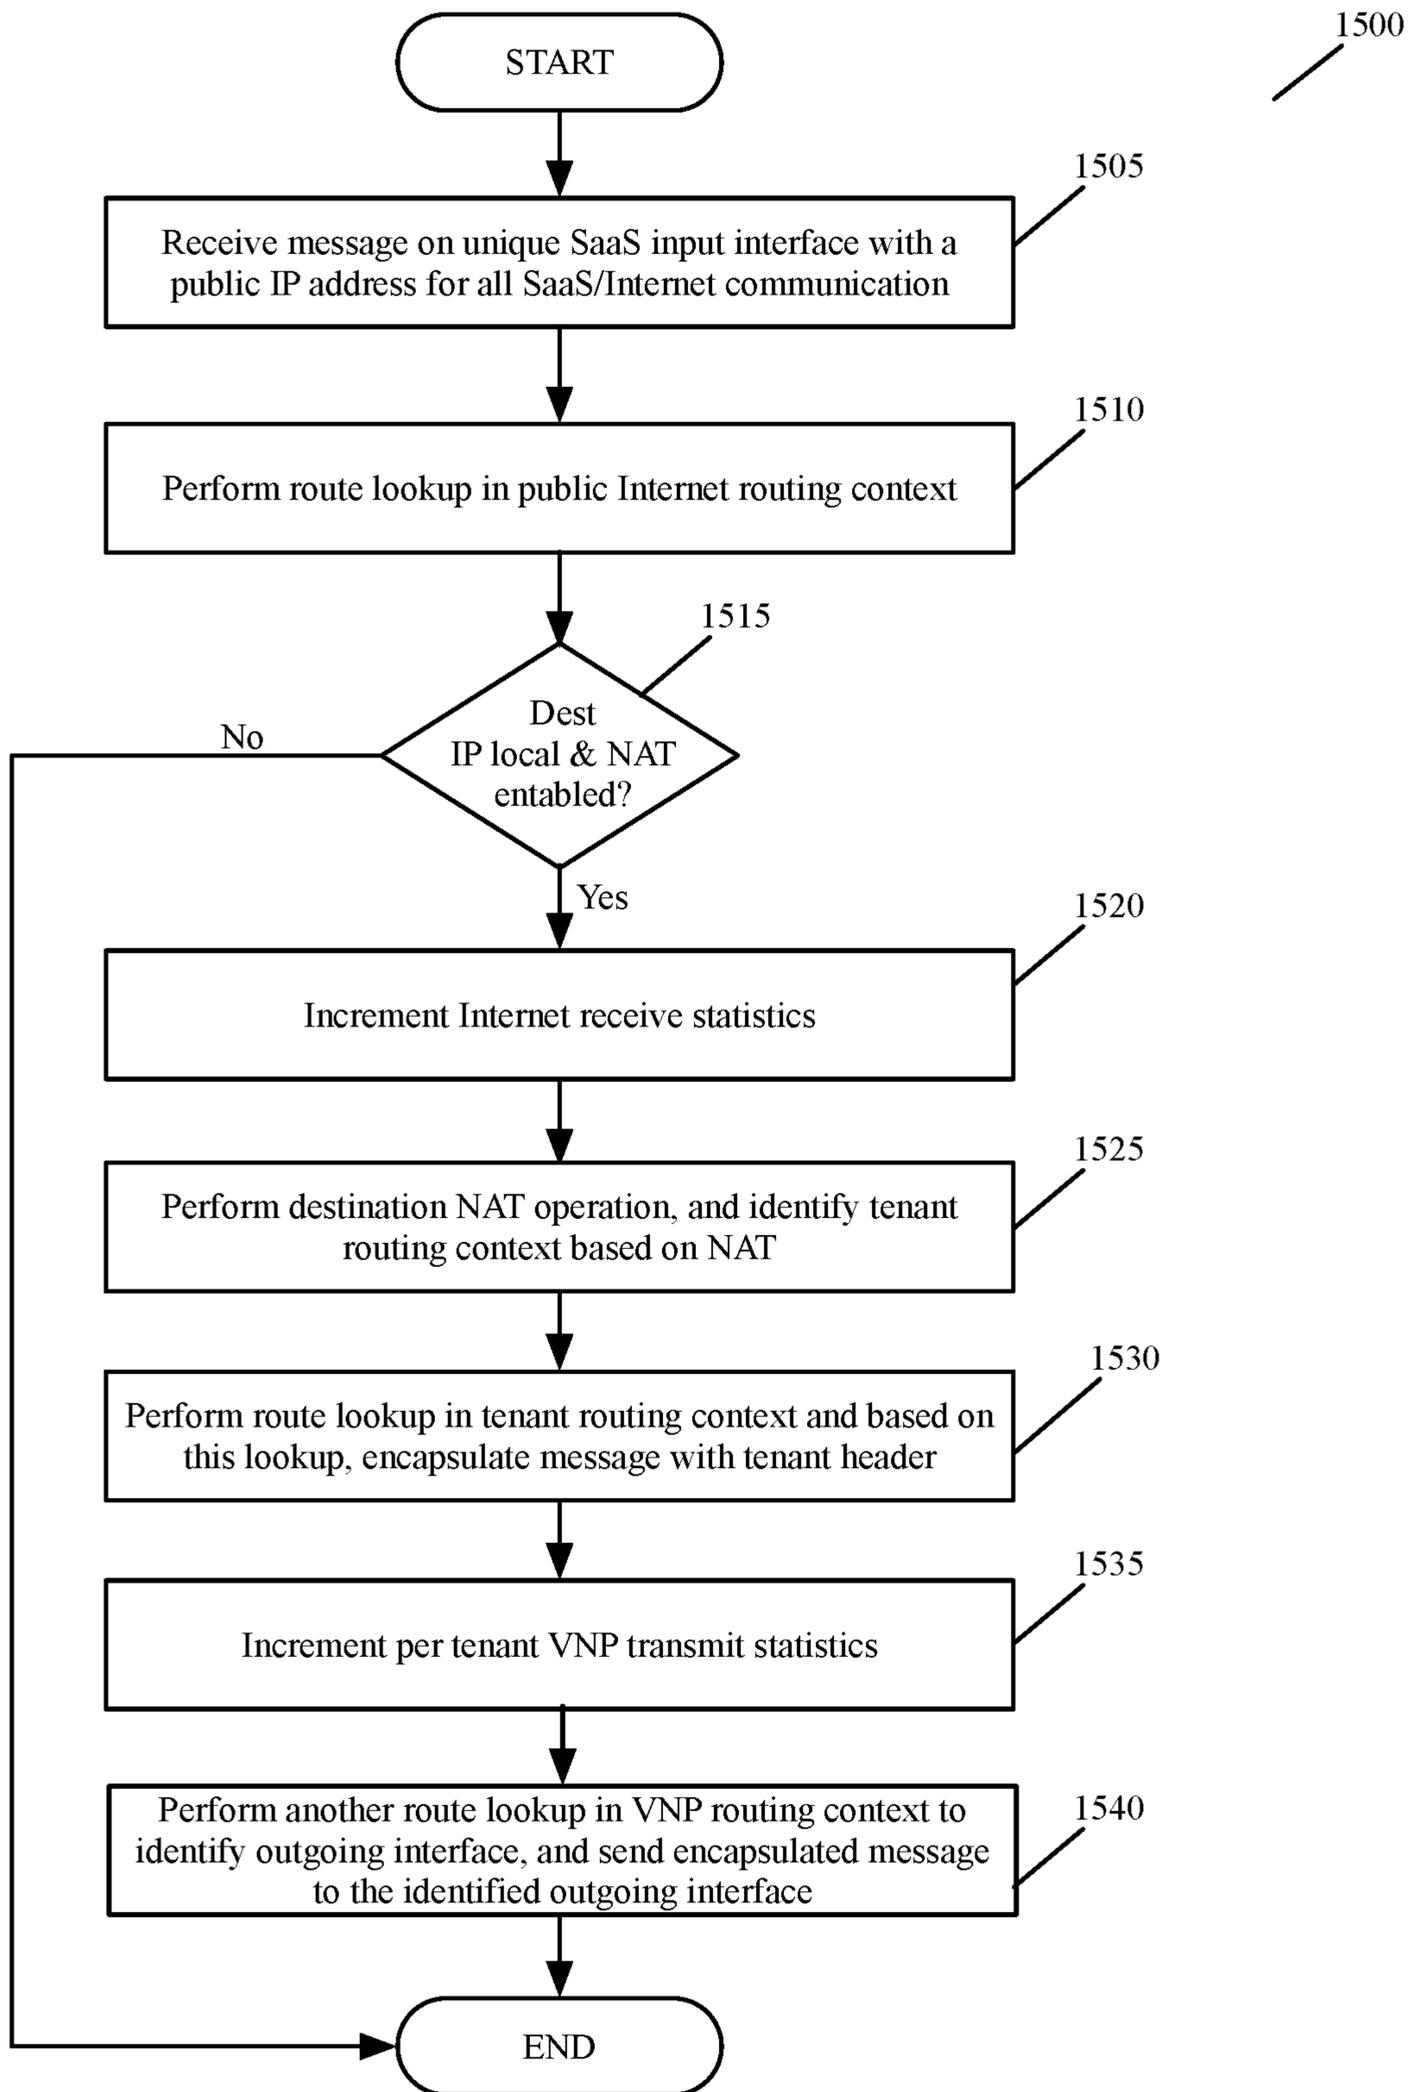 START
1500
1505
Receive message on unique SaaS input interface with a
public IP address for all SaaS/Internet communication
1510
Perform route lookup in public Internet routing context
1515
Dest
IP local & NAT
entabled?
No
Yes
1520
Increment Internet receive statistics
1525
Perform destination NAT operation, and identify tenant
routing context based on NAT
1530
Perform route lookup in tenant routing context and based on
this lookup, encapsulate message with tenant header
1535
Increment per tenant VNP transmit statistics
1540
Perform another route lookup in VNP routing context to
identify outgoing interface, and send encapsulated message
to the identified outgoing interface
END